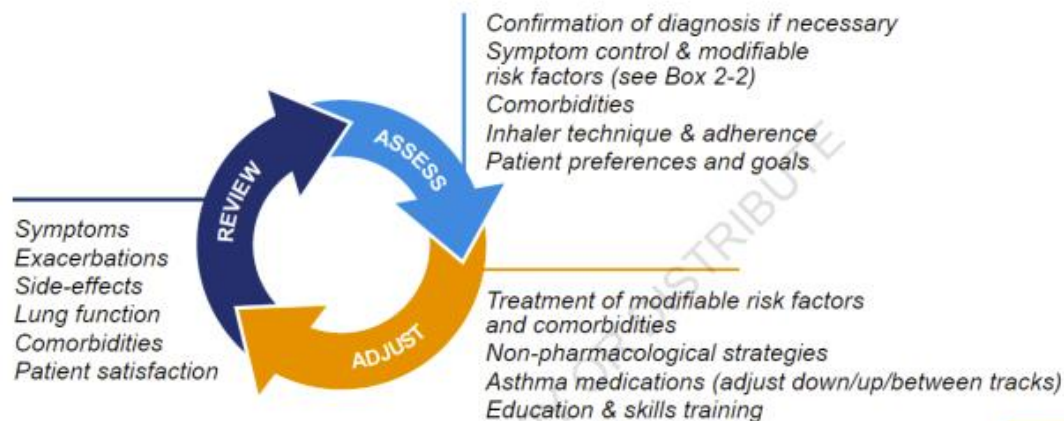 Confirmation of diagnosis if necessary
Symptom control & modifiable
risk factors (see Box 2-2)
Comorbidities
Inhaler technique & adherence
Patient preferences and goals
ASSESS
REVIEW
Symptoms
Exacerbations
Side-effects
Lung function
Comorbidities
Patient satisfaction
ADJUST
Treatment of modifiable risk factors
and comorbidities
Non-pharmacological strategies
Asthma medications (adjust down/up/between tracks)
Education & skills training
OR